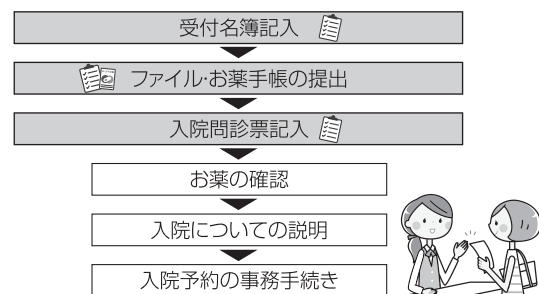 受付名簿記入
ファイル・お薬手帳の提出
入院問診票記入
お薬の確認
入院についての説明
入院予約の事務手続き